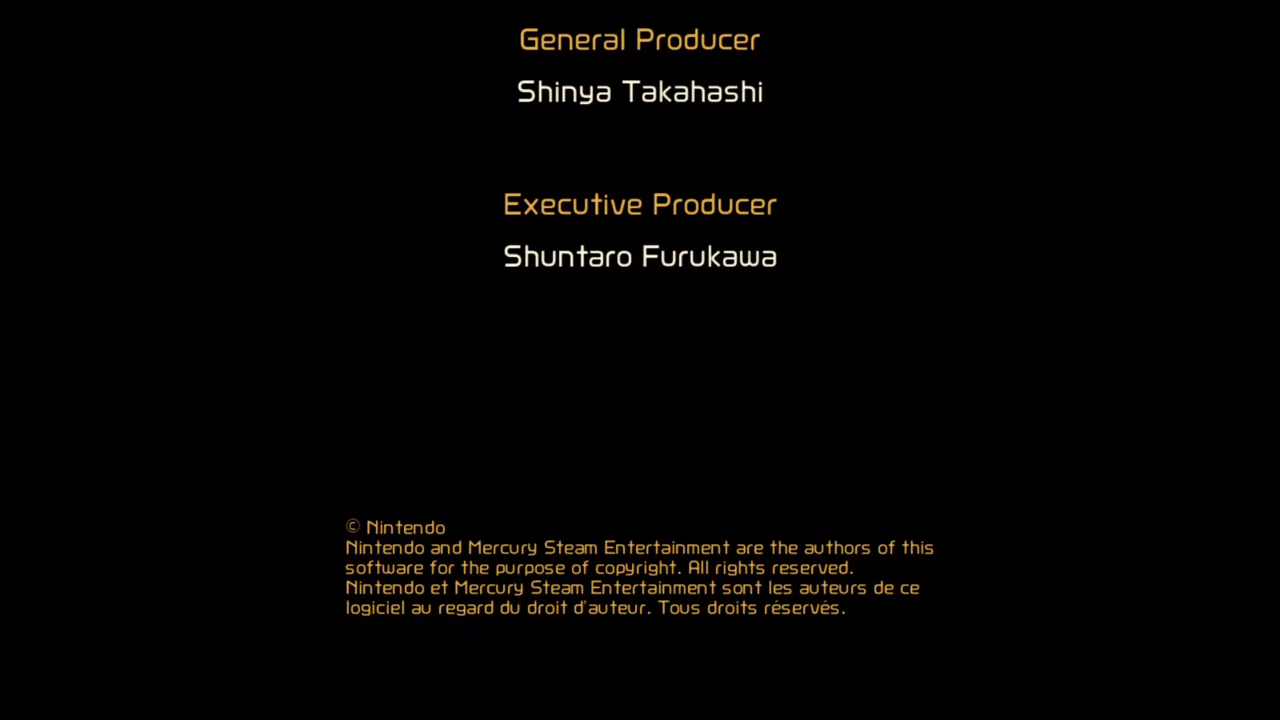 General Producer
Shinya Takahashi
Executive Producer
Shuntaro Furukawa
© Nintendo
Nintendo and Mercury Steam Entertainment are the authors of this
software for the purpose of copyright. All rights reserved.
Nintendo et Mercury Steam Entertainment sont les auteurs de ce
logiciel au regard du droit d'auteur. Tous droits réservés.